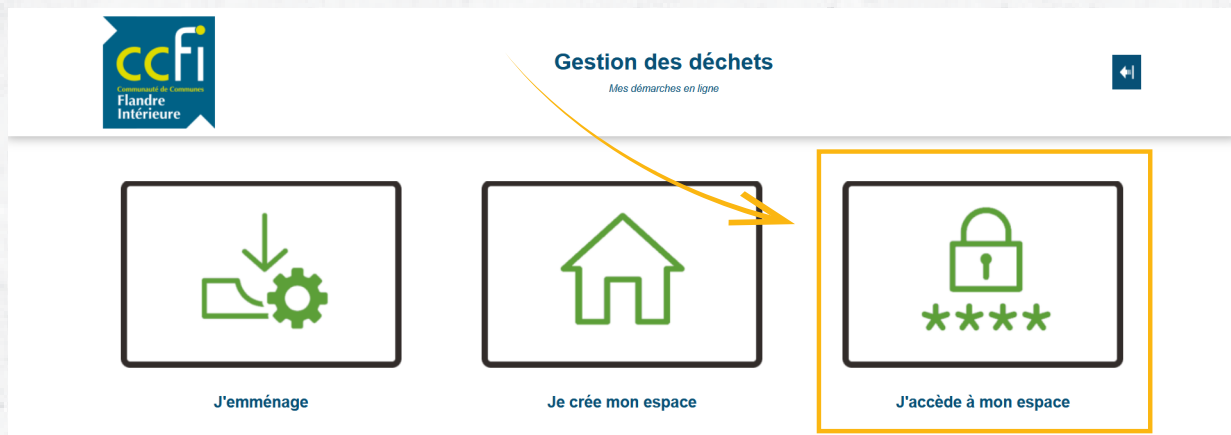 ccfi
Communauté de Communes
Flandre
Intérieure
Gestion des déchets
Mes démarches en ligne
J'emménage
Je crée mon espace
J'accède à mon espace